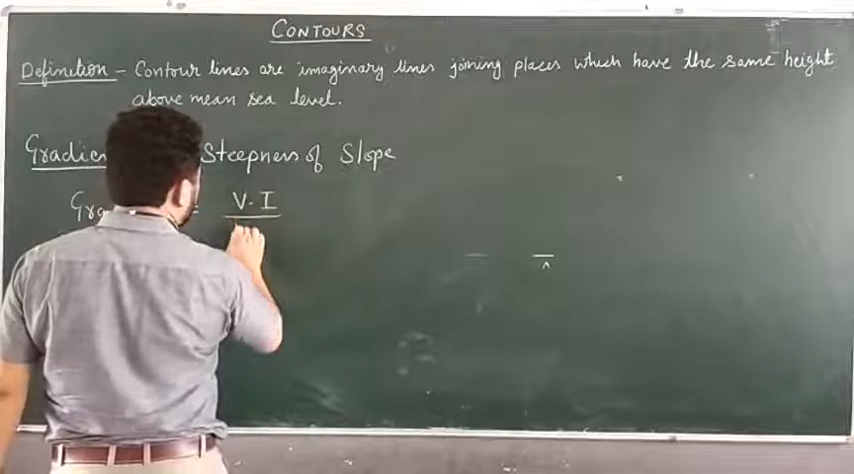 CONTOURS
Definition - Contour lines are imaginary lines joining places which have the same height
above mean sea level.
Steepness of Slope
= V.I